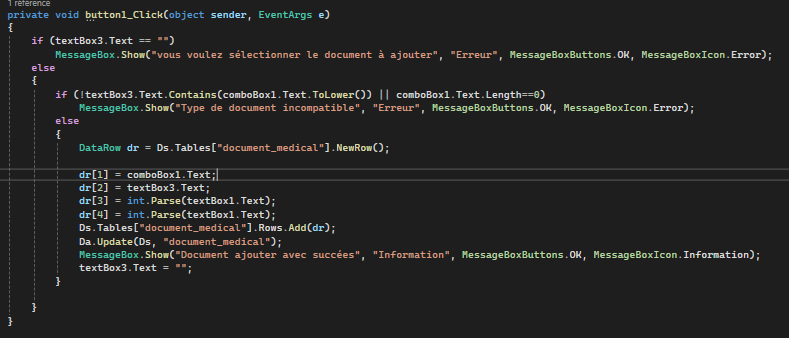 1 référence
private void button1_Click(object sender, EventArgs e)
{
if (textBox3.Text == "")
MessageBox.Show("vous voulez sélectionner le document à ajouter", "Erreur", MessageBoxButtons.OK, MessageBoxIcon.Error);
else
{
if (!textBox3.Text.Contains(comboBox1.Text.ToLower()) || comboBox1.Text.Length==0)
MessageBox.Show("Type de document incompatible", "Erreur", MessageBoxButtons.OK, MessageBoxIcon.Error);
else
{
DataRow dr = Ds.Tables["document_medical"].NewRow();
dr[1] = comboBox1.Text;
dr[2] = textBox3.Text;
dr[3] = int.Parse(textBox1.Text);
dr[4] = int.Parse(textBox1.Text);
Ds.Tables["document_medical"].Rows.Add(dr);
Da.Update(Ds, "document_medical");
MessageBox.Show("Document ajouter avec succées", "Information", MessageBoxButtons.OK, MessageBoxIcon.Information);
textBox3.Text = "";
}
}
}